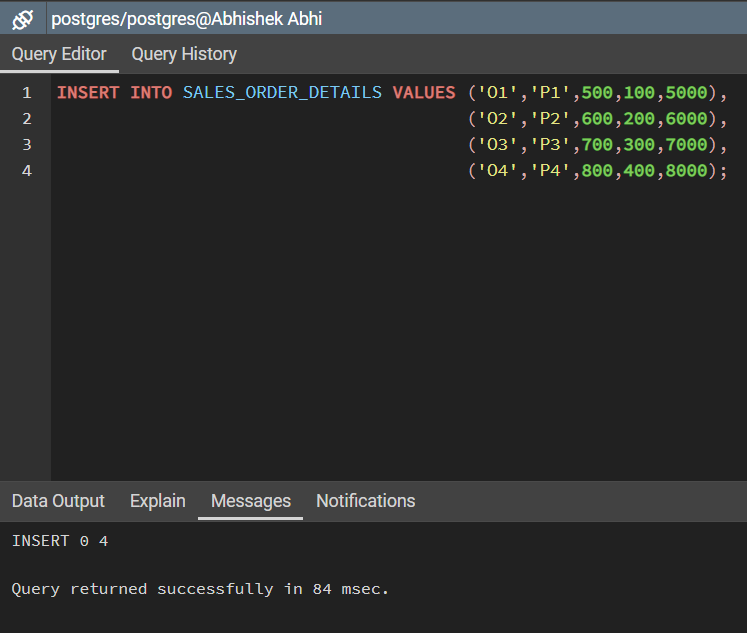 postgres/postgres@Abhishek Abhi
Query Editor Query History
1 INSERT INTO SALES_ORDER_DETAILS VALUES ('O1','P1',500,100,5000),
2 ('O2','P2',600,200,6000),
3 ('O3','P3',700,300,7000),
4 ('O4','P4',800,400,8000);
Data Output Explain Messages Notifications
INSERT 0 4
Query returned successfully in 84 msec.